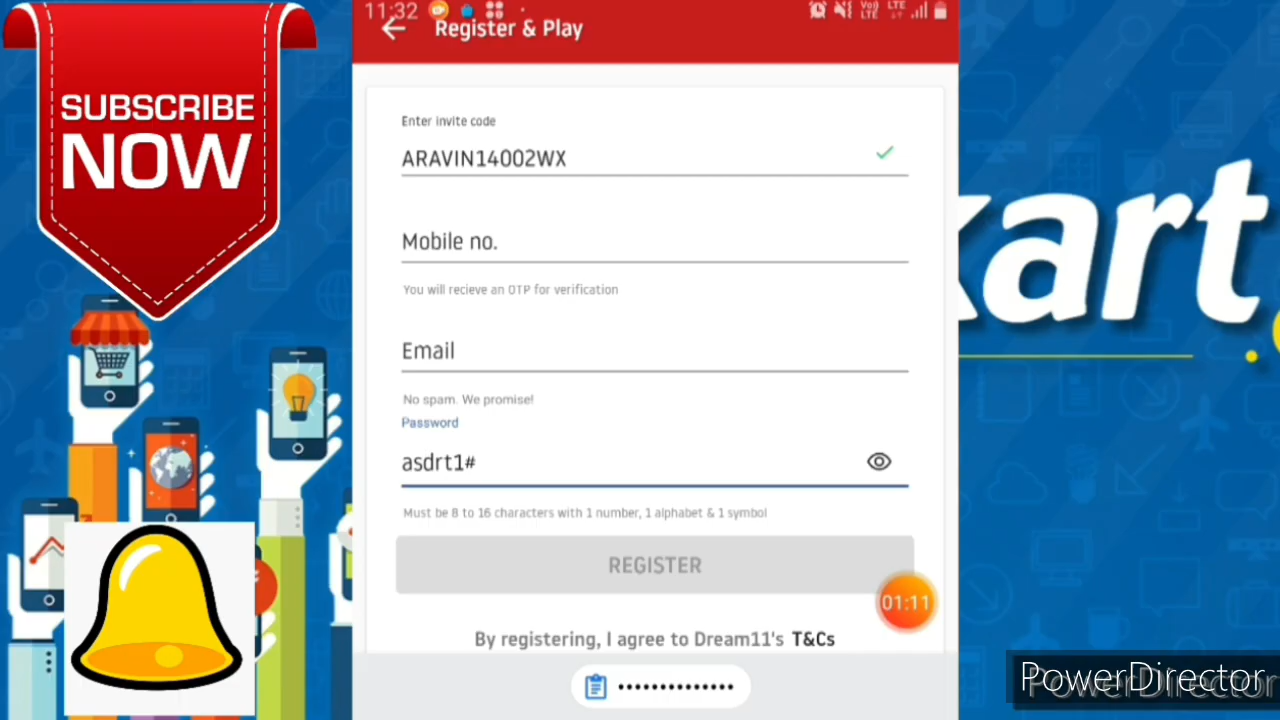 SUBSCRIBE
NOW
11:32
Register & Play
Enter invite code
ARAVIN14002WX
Mobile no.
You will recieve an OTP for verification
Email
No spam. We promise!
Password
asdrt1#
Must be 8 to 16 characters with 1 number, 1 alphabet & 1 symbol
REGISTER
01:11
By registering, I agree to Dream11's T&Cs
kart
PowerDirector